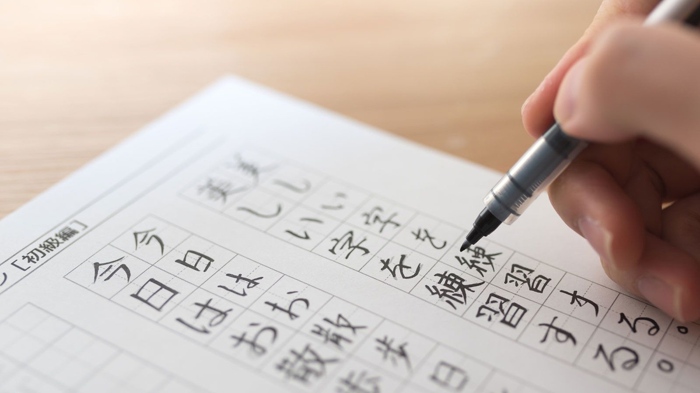 [初級編]
美しい字を練習する。
美しい字を練習する。
今日はお散歩日
今日はお散歩